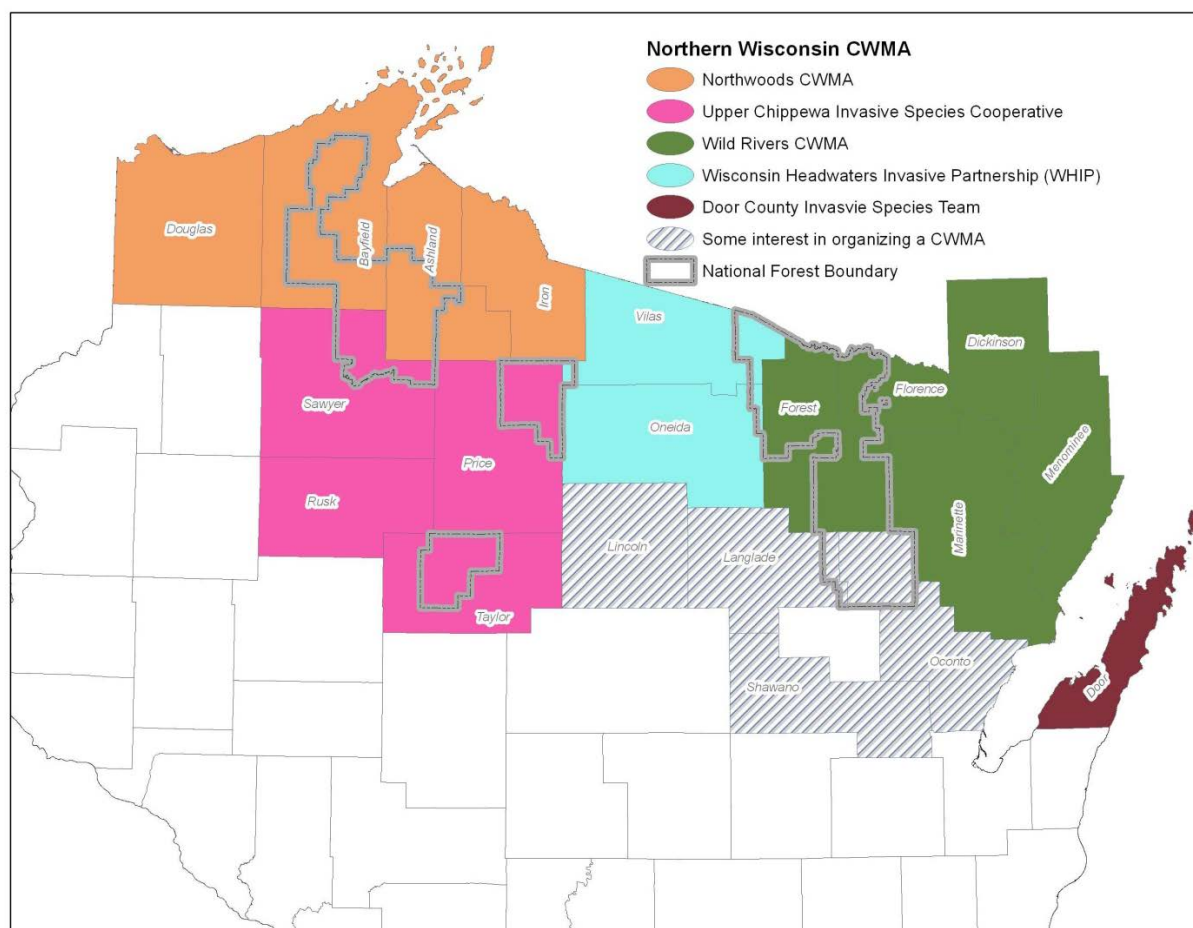 Northern Wisconsin CWMA
Northwoods CWMA
Upper Chippewa Invasive Species Cooperative
Wild Rivers CWMA
Wisconsin Headwaters Invasive Partnership (WHIP)
Door County Invasvie Species Team
Some interest in organizing a CWMA
National Forest Boundary
Douglas
Bayfield
Ashland
Iron
Vilas
Dickinson
Florence
Sawyer
Forest
Oneida
Price
Menominee
Rusk
Marinette
Lincoln
Langlade
Taylor
Oconto
Shawano
Door